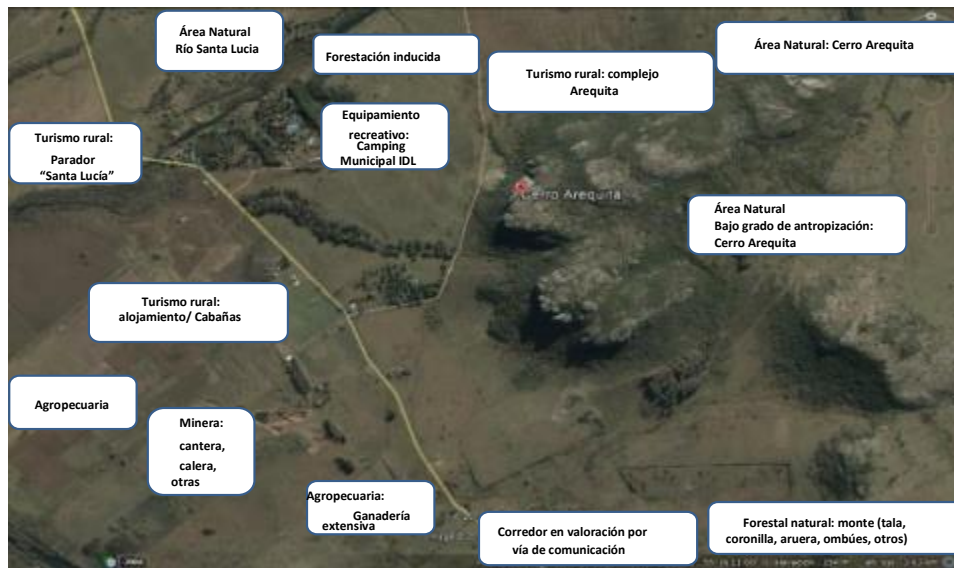 Área Natural
Río Santa Lucia
Forestación inducida
Turismo rural: complejo
Arequita
Área Natural: Cerro Arequita
Equipamiento
recreativo:
Camping
Municipal IDL
Turismo rural:
Parador
“Santa Lucía”
Cerro Arequita
Área Natural
Bajo grado de antropización:
Cerro Arequita
Turismo rural:
alojamiento/ Cabañas
Agropecuaria
Minera:
cantera,
calera,
otras
Agropecuaria:
Ganadería
extensiva
Corredor en valoración por
vía de comunicación
Forestal natural: monte (tala,
coronilla, aruera, ombúes, otros)